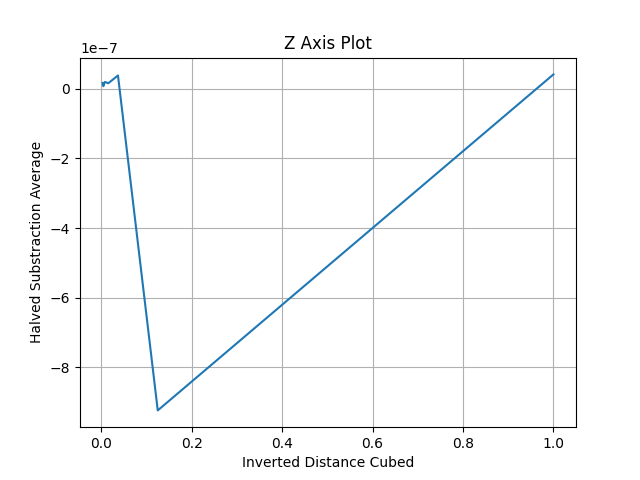 Z Axis Plot
1e−7
0
−2
−4
−6
−8
Halved Substraction Average
0.0 0.2 0.4 0.6 0.8 1.0
Inverted Distance Cubed